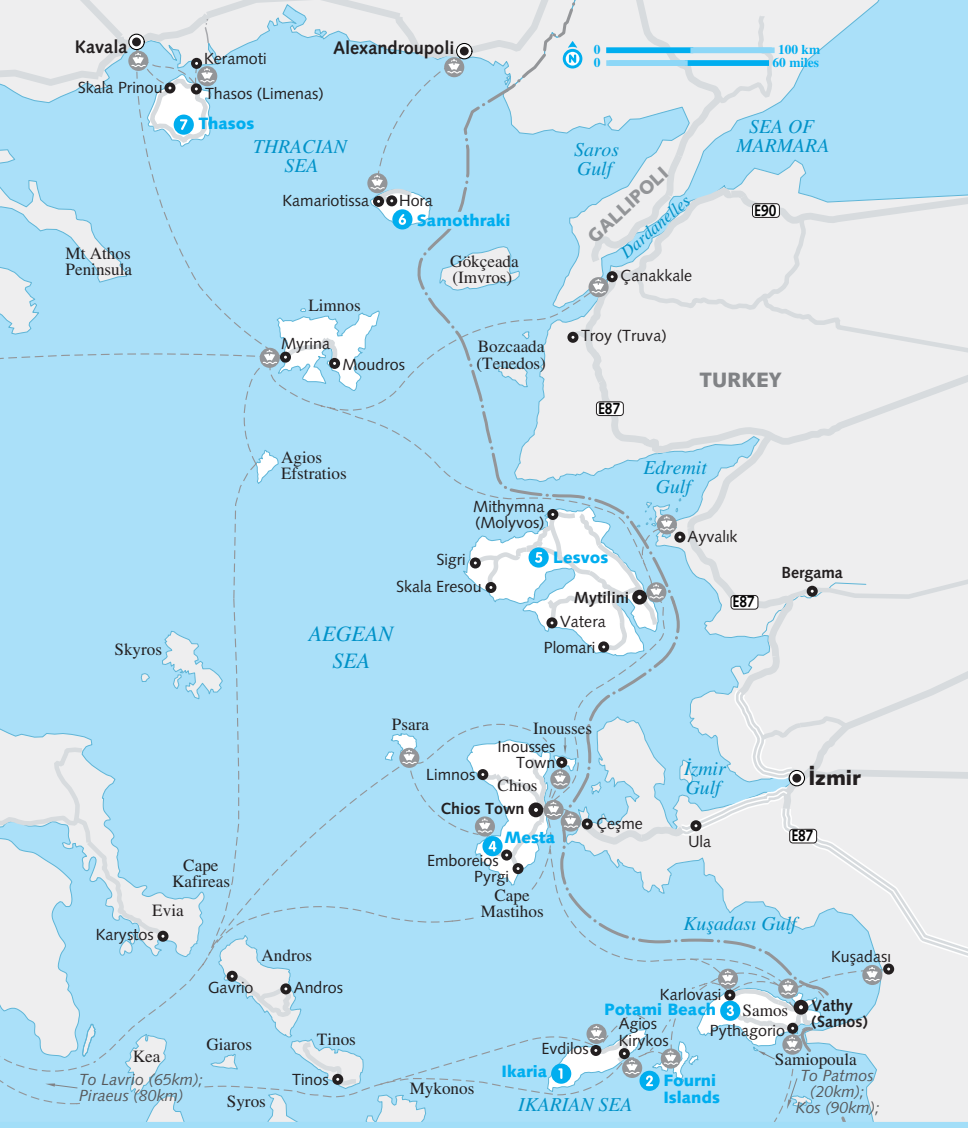 Kavala
Keramoti
Skala Prinou
Thasos (Limenas)
7 Thasos
Alexandroupoli
N
0 100 km
0 60 miles
THRACIAN
SEA
Saros
Gulf
SEA OF
MARMARA
GALLIPOLI
Dardanelles
E90
Kamariotissa
Hora
6 Samothraki
Mt Athos
Peninsula
Gökçeada
(Imvros)
Çanakkale
Limnos
Myrina
Moudros
Bozcaada
(Tenedos)
Troy (Truva)
TURKEY
E87
Agios
Efstratios
Edremit
Gulf
Mithymna
(Molyvos)
Ayvalık
Sigri
5 Lesvos
Skala Eresou
Mytilini
Bergama
E87
Vatera
Plomari
AEGEAN
SEA
Skyros
Psara
Inousses
Inousses
Town
Limnos
Chios
Chios Town
İzmir
Gulf
İzmir
Çeşme
Ula
E87
4 Mesta
Emboreios
Pyrgi
Cape
Mastihos
Cape
Kafireas
Evia
Karystos
Kuşadası Gulf
Kuşadası
Andros
Gavrio
Andros
Karlovasi
Potami Beach 3
Samos
Vathy
(Samos)
Pythagorio
Samiopoula
Agios
Kirykos
Evdilos
Ikaria 1
2 Fourni
Islands
Kea
Giaros
Tinos
Tinos
To Lavrio (65km);
Piraeus (80km)
Syros
Mykonos
IKARIAN SEA
To Patmos
(20km);
Kos (90km);